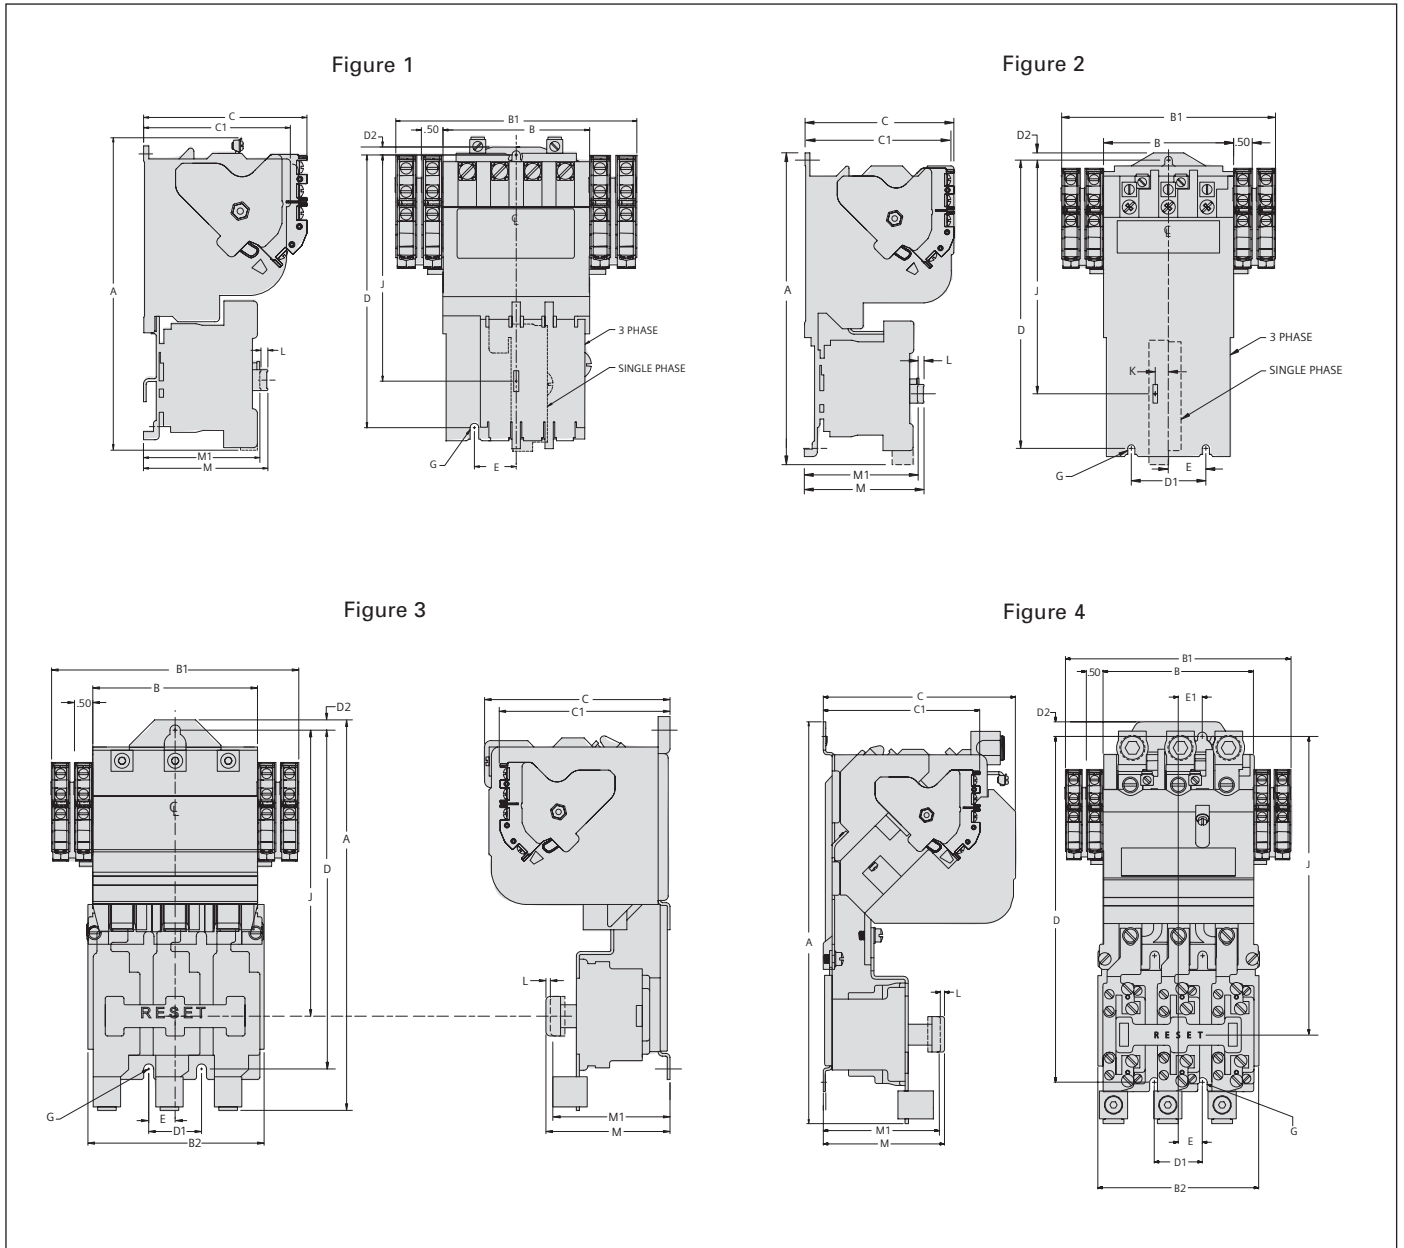 Figure 1
C
C1
A
L
M1
M
B1
D2
.50
B
℄
J
D
3 PHASE
SINGLE PHASE
G
E
Figure 2
C
C1
A
L
M1
M
B1
D2
B
.50
℄
J
D
3 PHASE
K
SINGLE PHASE
G
E
D1
Figure 3
B1
B
D2
.50
℄
A
D
J
RESET
G
E
D1
B2
C
C1
L
M1
M
Figure 4
C
C1
A
L
M1
M
B1
.50
B
E1
D2
J
D
RESET
E
G
D1
B2